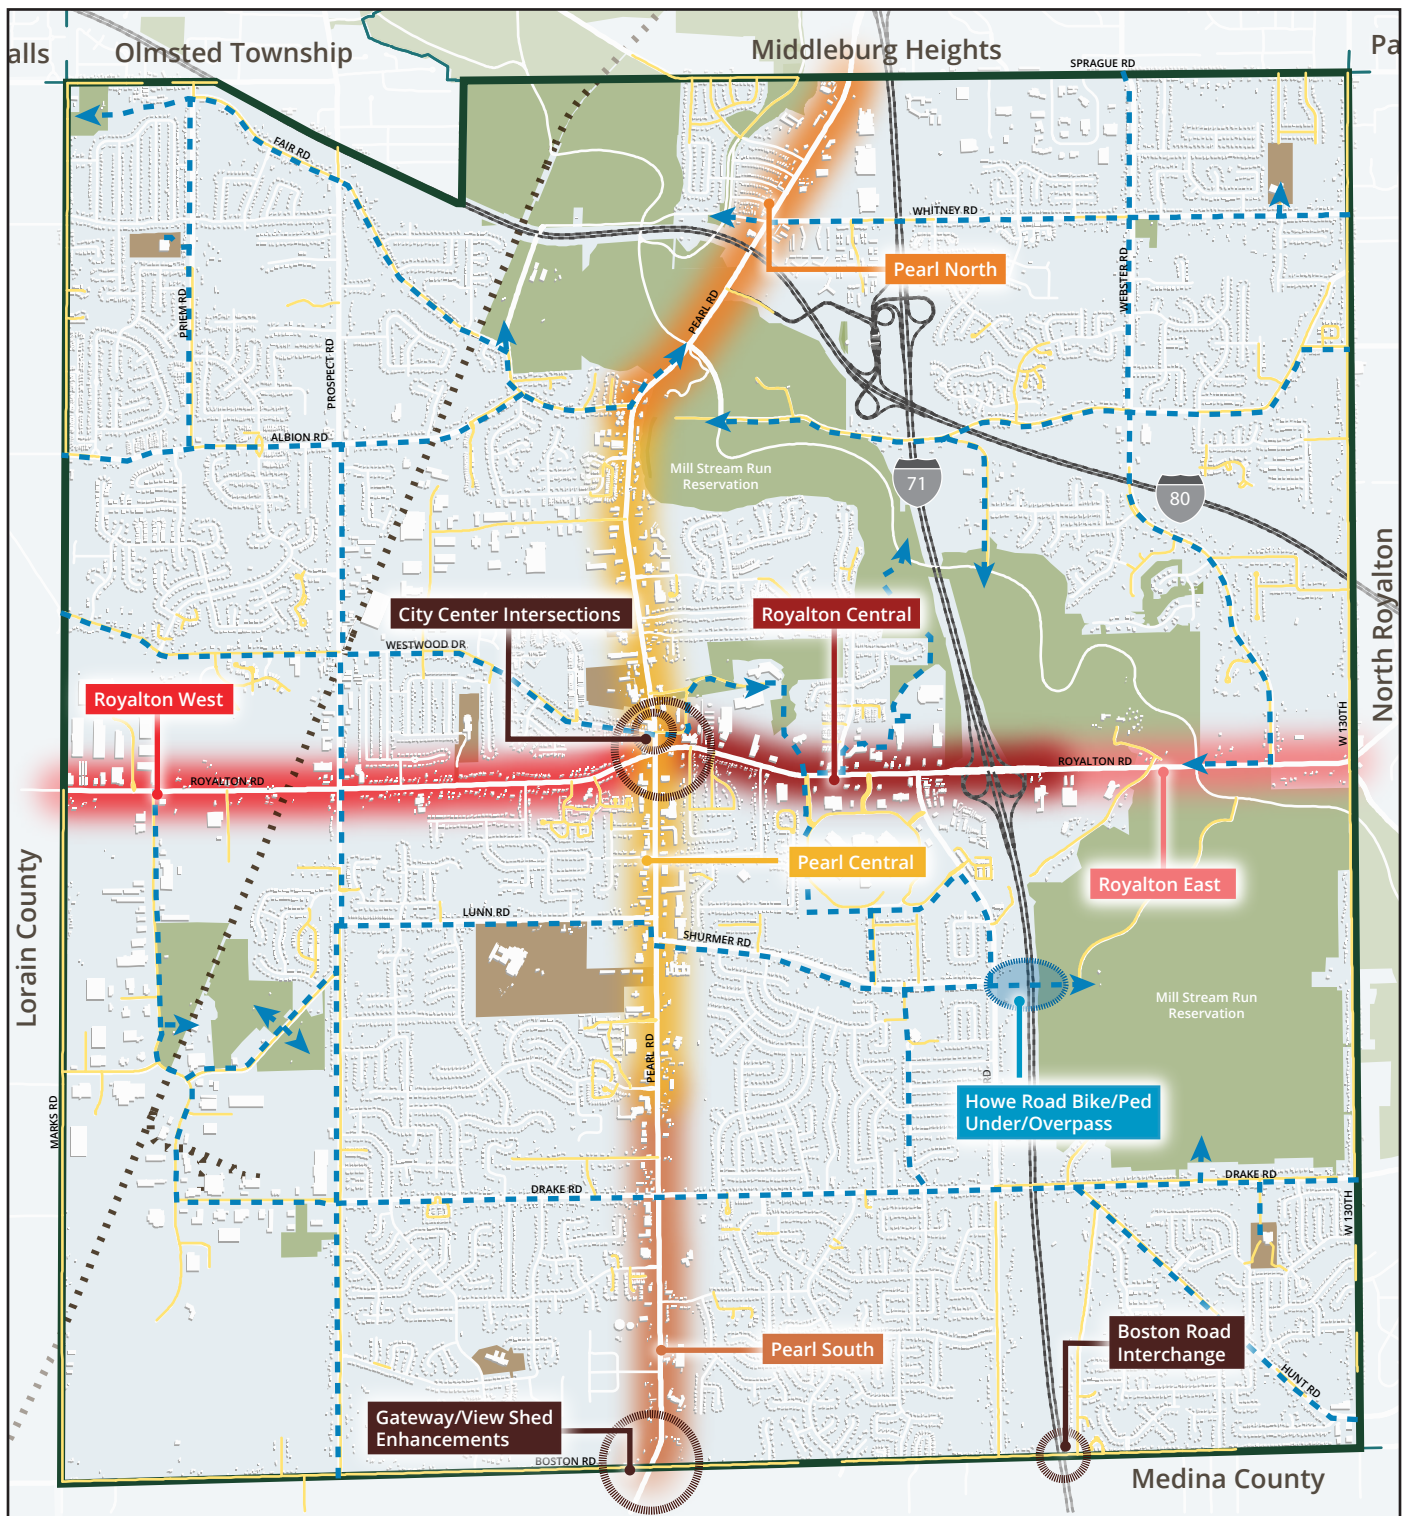 alls
Olmsted Township
Middleburg Heights
Pa
SPRAGUE RD
FAIR RD
WHITNEY RD
Pearl North
WEBSTER RD
PRIEM RD
PEARL RD
PROSPECT RD
ALBION RD
Mill Stream Run
Reservation
71
80
North Royalton
City Center Intersections
Royalton Central
WESTWOOD DR
Royalton West
W 130TH
ROYALTON RD
ROYALTON RD
Pearl Central
Royalton East
Lorain County
LUNN RD
SHURMER RD
Mill Stream Run
Reservation
PEARL RD
RD
MARKS RD
Howe Road Bike/Ped
Under/Overpass
DRAKE RD
DRAKE RD
W 130TH
Boston Road
Interchange
Pearl South
HUNT RD
Gateway/View Shed
Enhancements
BOSTON RD
Medina County